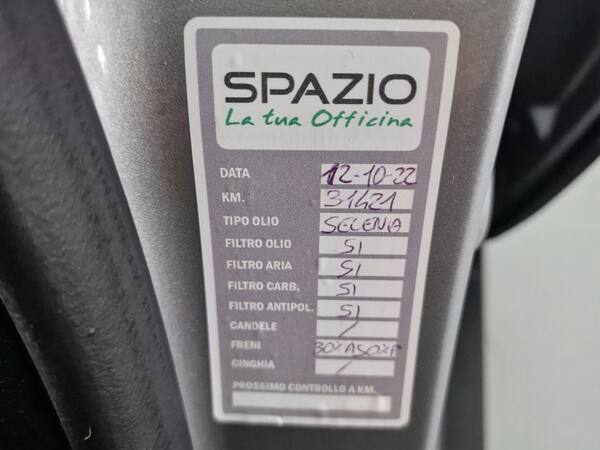 SPAZIO
La tua Officina
DATA 12-10-22
KM. 31421
TIPO OLIO SELENIA
FILTRO OLIO SI
FILTRO ARIA SI
FILTRO CARB. SI
FILTRO ANTIPOL. SI
CANDELE /
FRENI
CINGHIA /
PROSSIMO CONTROLLO A KM.